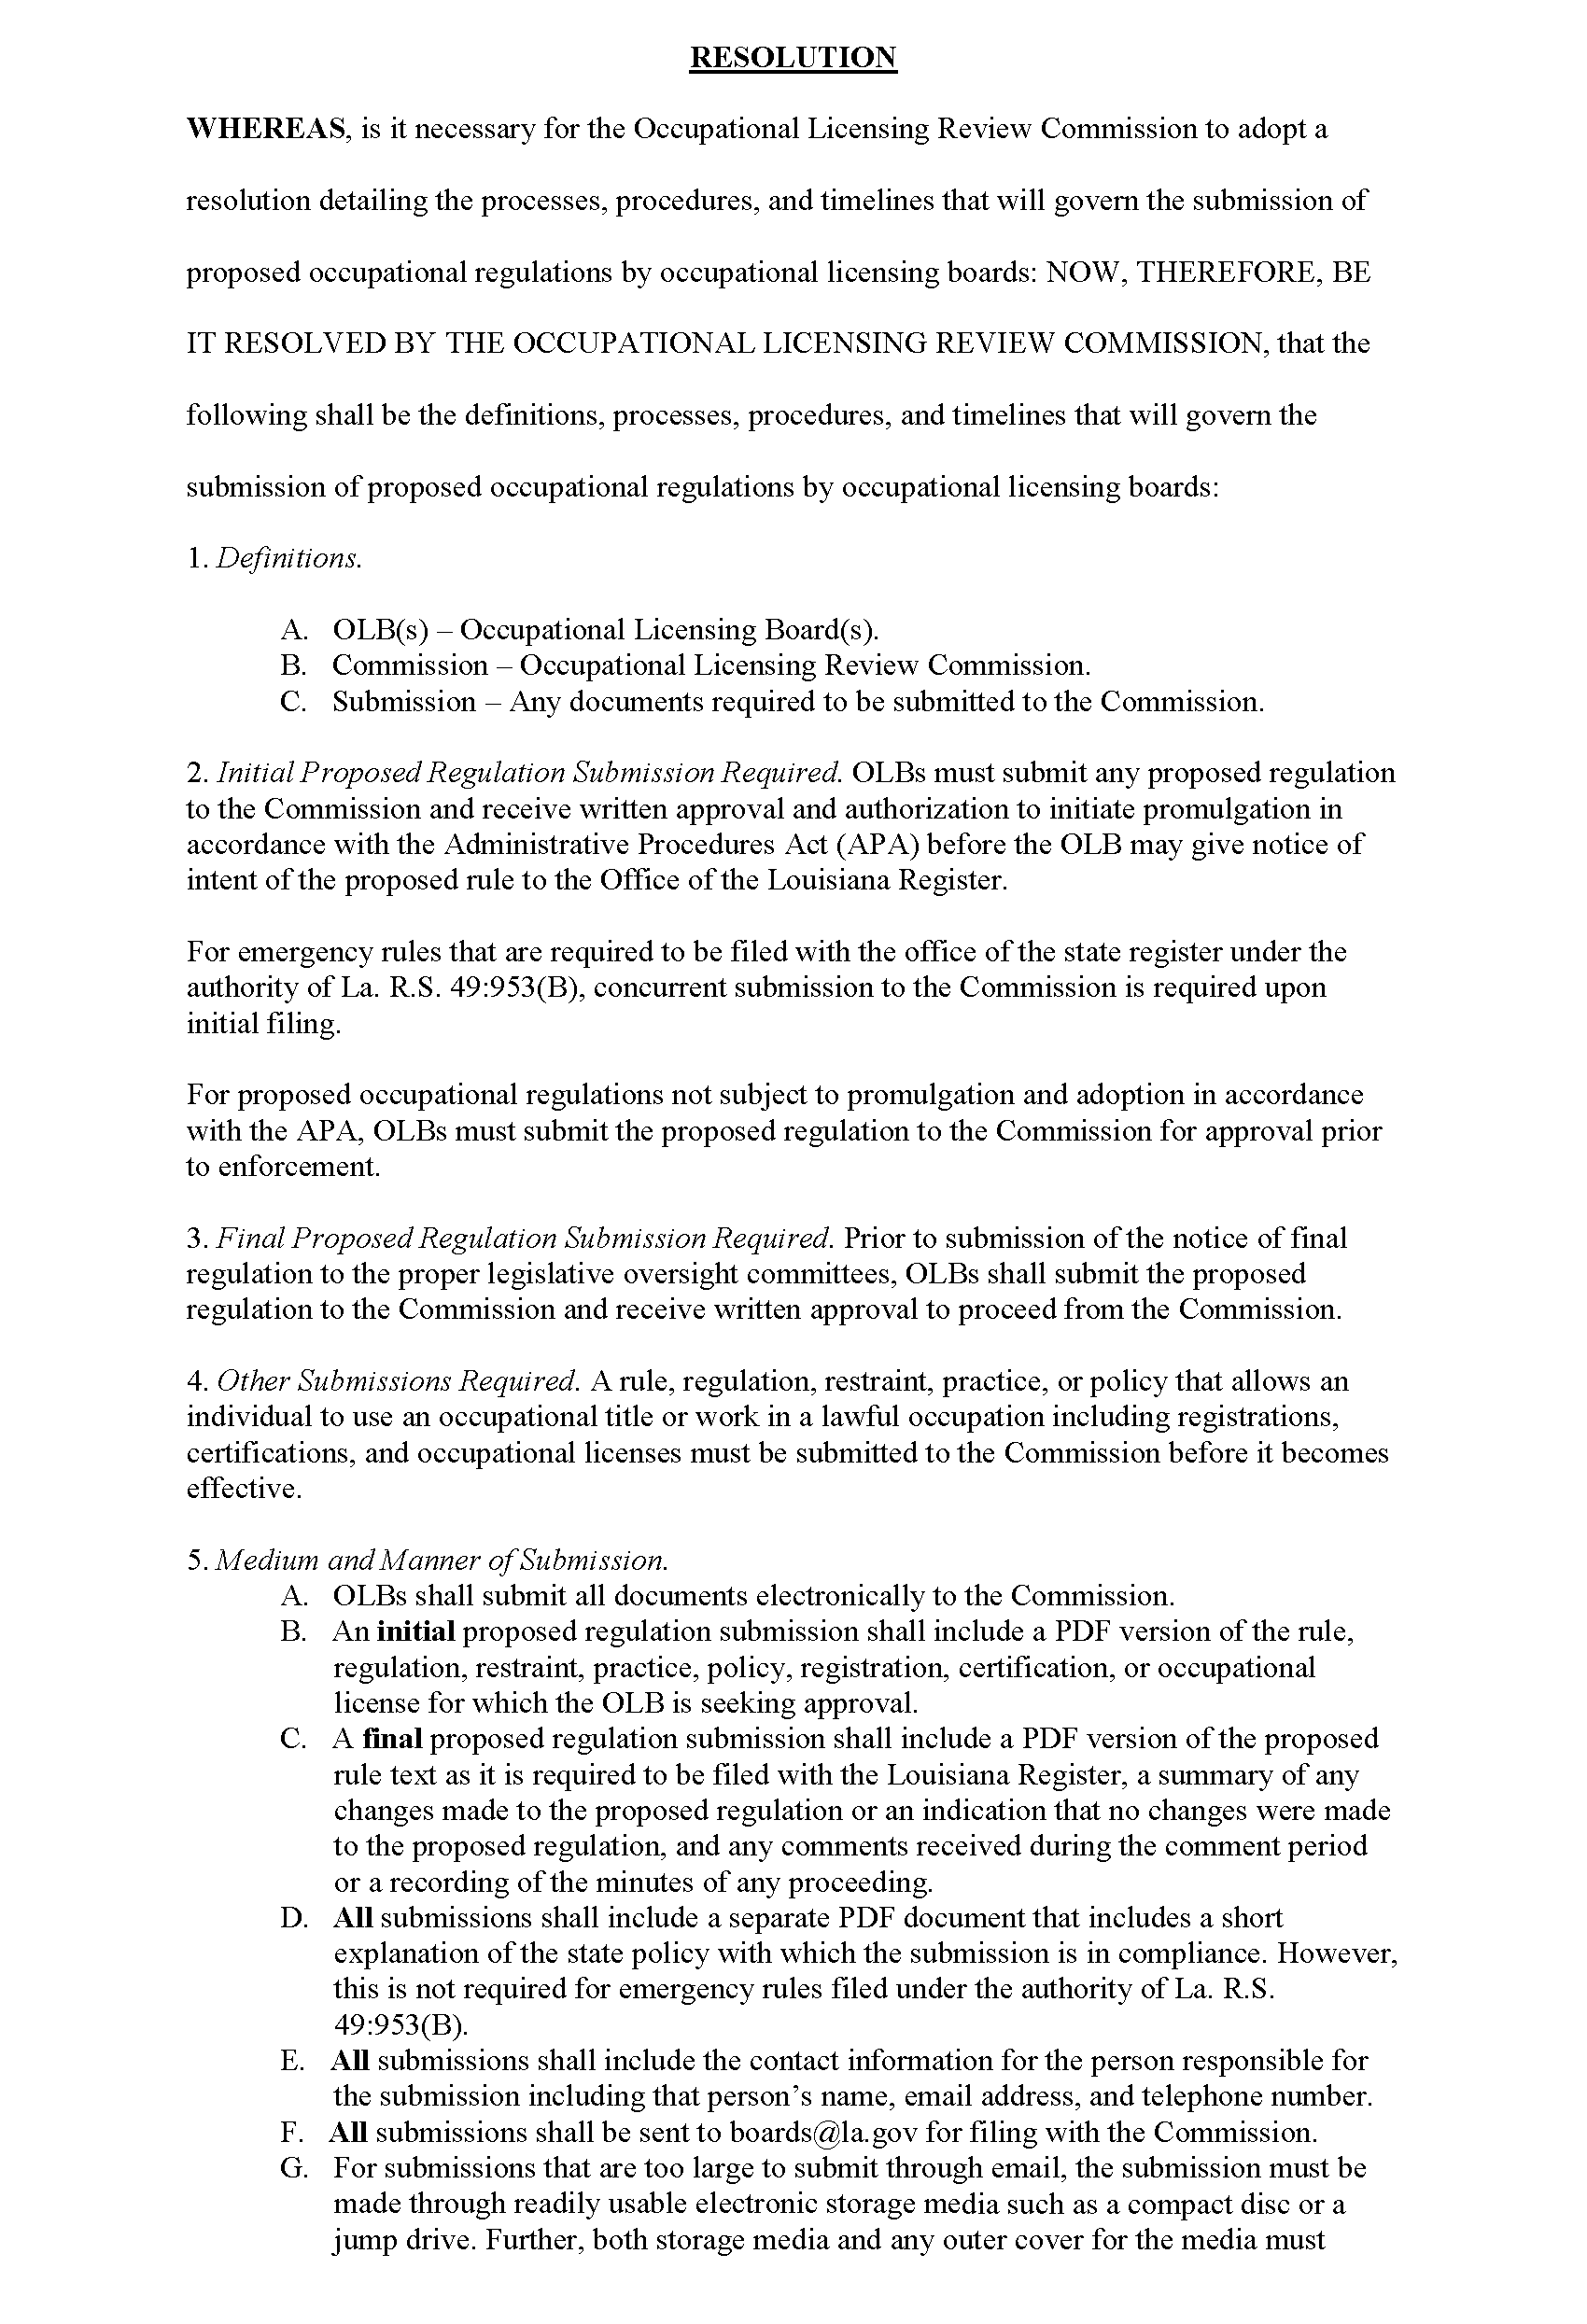 RESOLUTION
WHEREAS, is it necessary for the Occupational Licensing Review Commission to adopt a
resolution detailing the processes, procedures, and timelines that will govern the submission of
proposed occupational regulations by occupational licensing boards: NOW, THEREFORE, BE
IT RESOLVED BY THE OCCUPATIONAL LICENSING REVIEW COMMISSION, that the
following shall be the definitions, processes, procedures, and timelines that will govern the
submission of proposed occupational regulations by occupational licensing boards:
1. Definitions.
A. OLB(s) – Occupational Licensing Board(s).
B. Commission – Occupational Licensing Review Commission.
C. Submission – Any documents required to be submitted to the Commission.
2. Initial Proposed Regulation Submission Required. OLBs must submit any proposed regulation
to the Commission and receive written approval and authorization to initiate promulgation in
accordance with the Administrative Procedures Act (APA) before the OLB may give notice of
intent of the proposed rule to the Office of the Louisiana Register.
For emergency rules that are required to be filed with the office of the state register under the
authority of La. R.S. 49:953(B), concurrent submission to the Commission is required upon
initial filing.
For proposed occupational regulations not subject to promulgation and adoption in accordance
with the APA, OLBs must submit the proposed regulation to the Commission for approval prior
to enforcement.
3. Final Proposed Regulation Submission Required. Prior to submission of the notice of final
regulation to the proper legislative oversight committees, OLBs shall submit the proposed
regulation to the Commission and receive written approval to proceed from the Commission.
4. Other Submissions Required. A rule, regulation, restraint, practice, or policy that allows an
individual to use an occupational title or work in a lawful occupation including registrations,
certifications, and occupational licenses must be submitted to the Commission before it becomes
effective.
5. Medium and Manner of Submission.
A. OLBs shall submit all documents electronically to the Commission.
B. An initial proposed regulation submission shall include a PDF version of the rule,
regulation, restraint, practice, policy, registration, certification, or occupational
license for which the OLB is seeking approval.
C. A final proposed regulation submission shall include a PDF version of the proposed
rule text as it is required to be filed with the Louisiana Register, a summary of any
changes made to the proposed regulation or an indication that no changes were made
to the proposed regulation, and any comments received during the comment period
or a recording of the minutes of any proceeding.
D. All submissions shall include a separate PDF document that includes a short
explanation of the state policy with which the submission is in compliance. However,
this is not required for emergency rules filed under the authority of La. R.S.
49:953(B).
E. All submissions shall include the contact information for the person responsible for
the submission including that person’s name, email address, and telephone number.
F. All submissions shall be sent to boards@la.gov for filing with the Commission.
G. For submissions that are too large to submit through email, the submission must be
made through readily usable electronic storage media such as a compact disc or a
jump drive. Further, both storage media and any outer cover for the media must